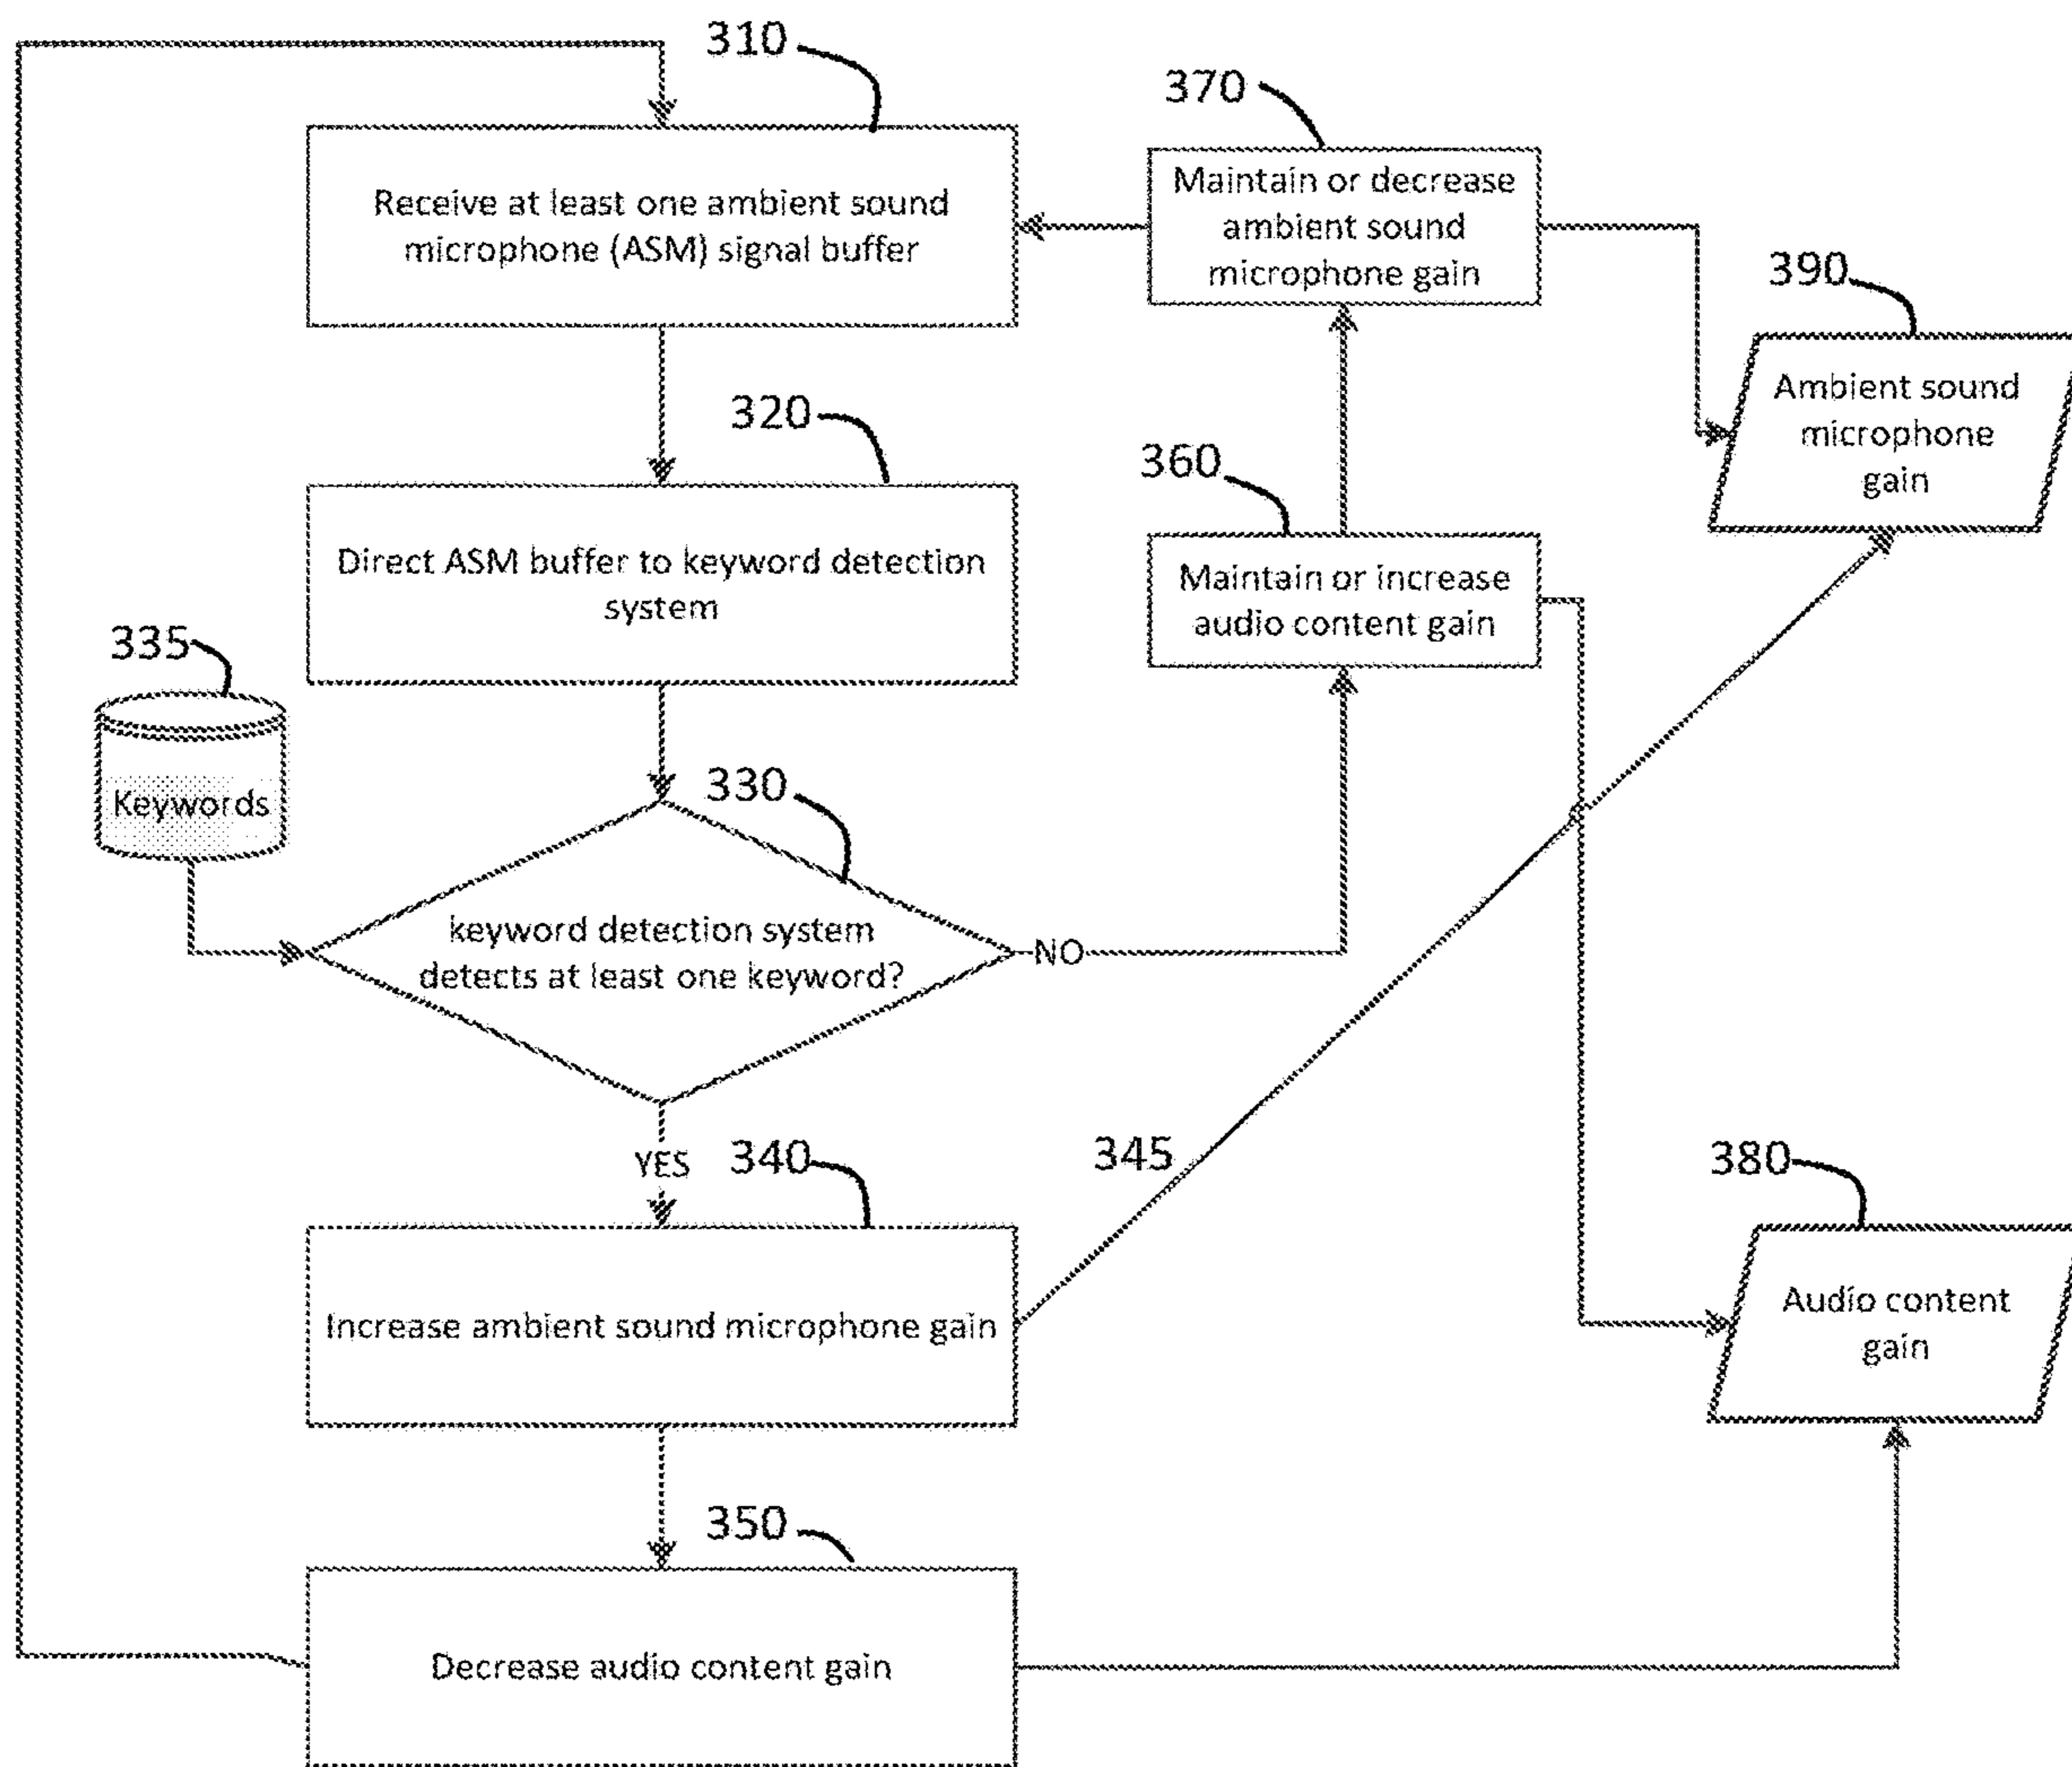 310
Receive at least one ambient sound
microphone (ASM) signal buffer
320
Direct ASM buffer to keyword detection
system
335
Keywords
330
keyword detection system
detects at least one keyword?
NO
YES
340
Increase ambient sound microphone gain
345
350
Decrease audio content gain
360
Maintain or increase
audio content gain
370
Maintain or decrease
ambient sound
microphone gain
390
Ambient sound
microphone
gain
380
Audio content
gain